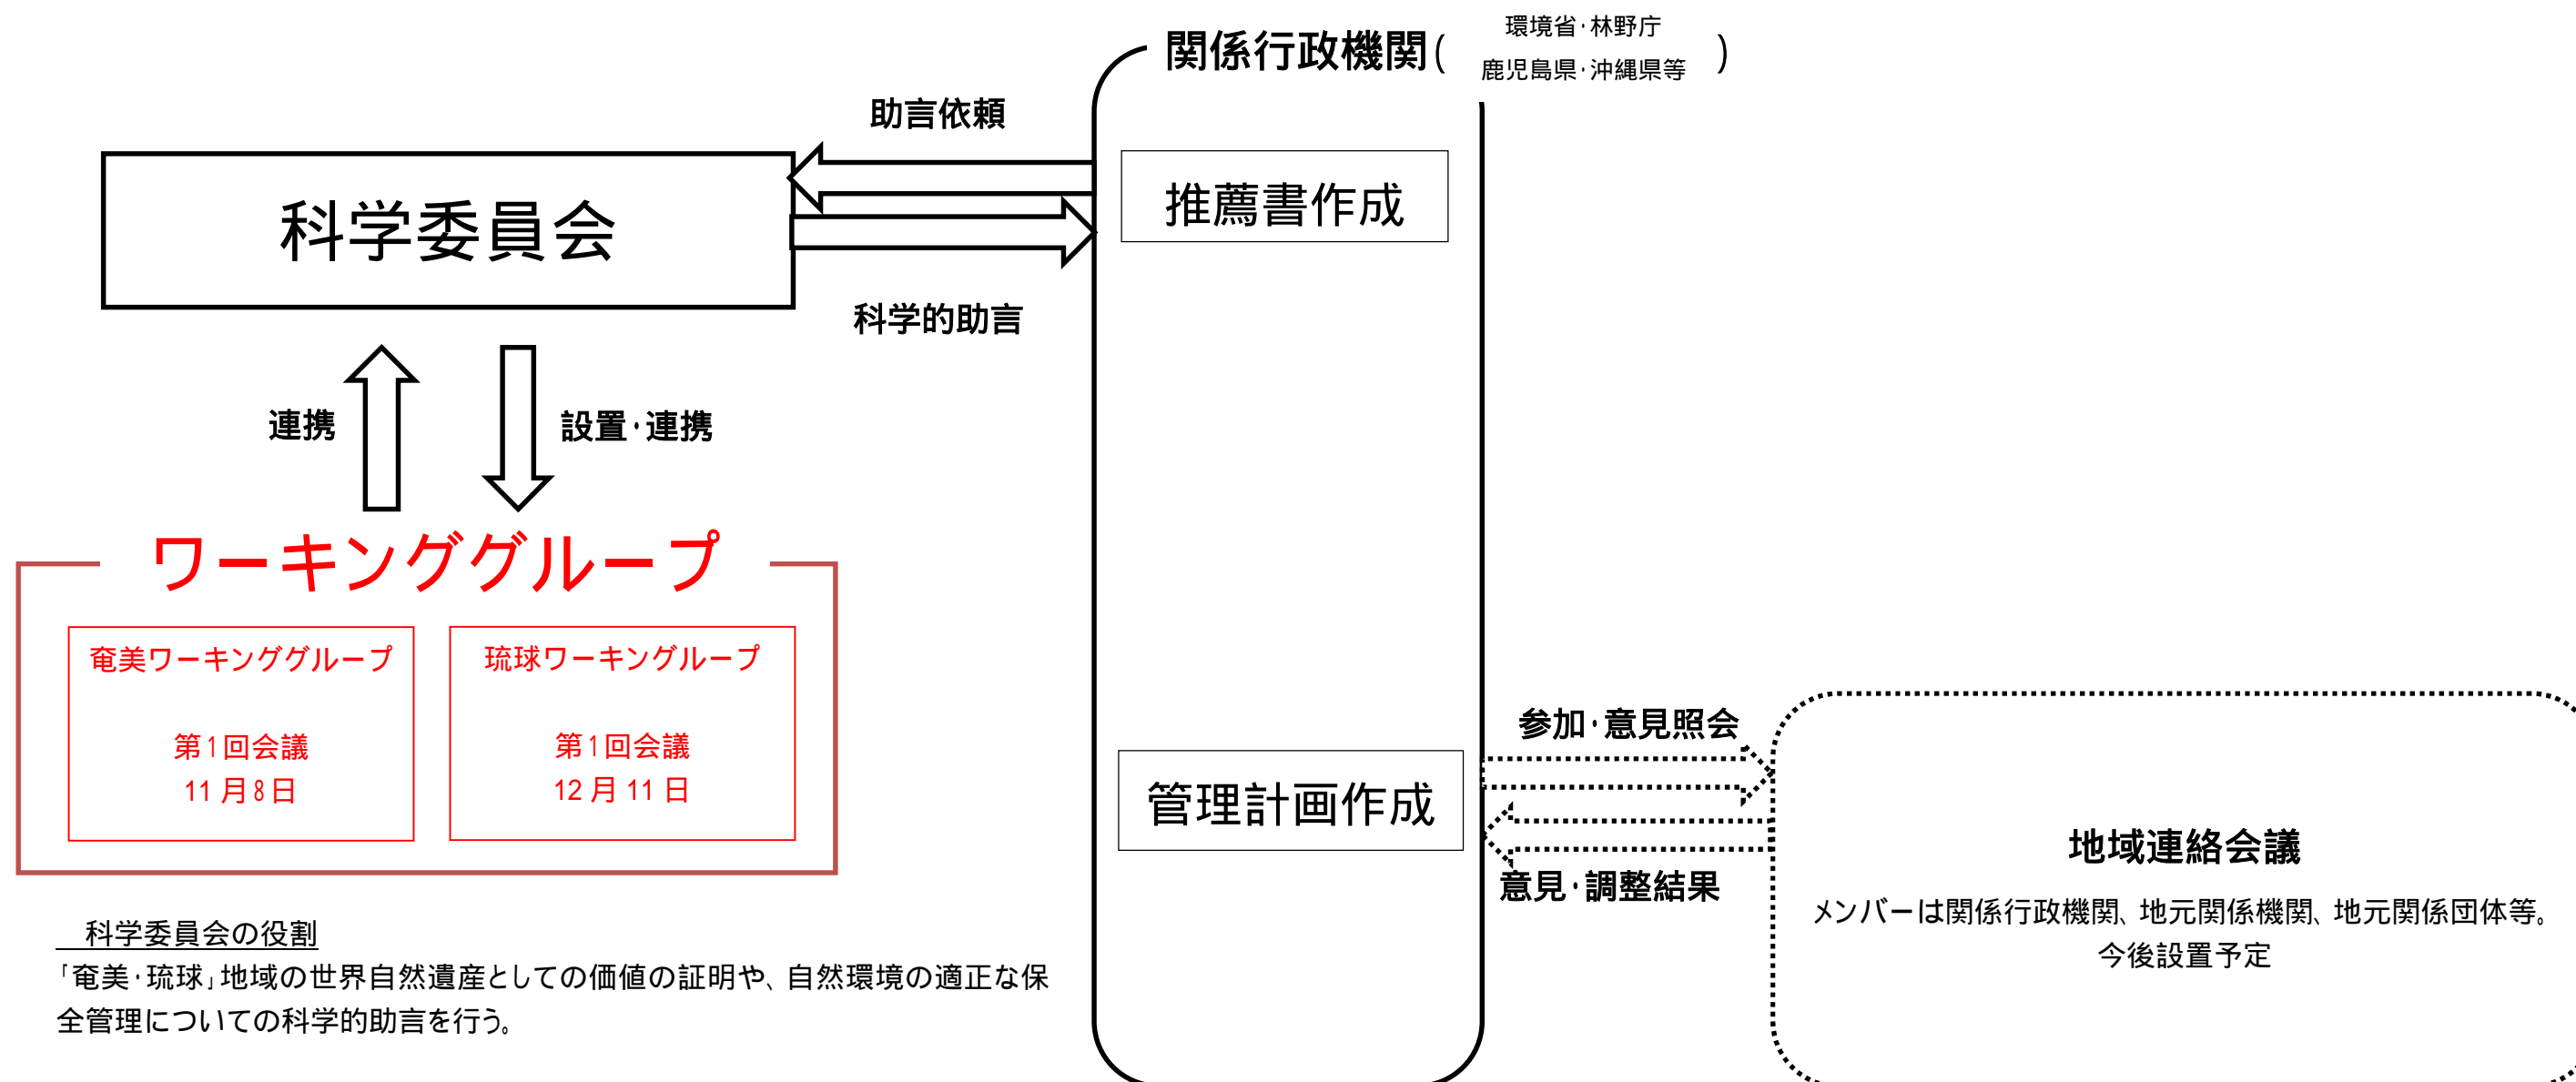 環境省・林野庁
関係行政機関(
鹿児島県・沖縄県等
)
助言依頼
科学委員会
推薦書作成
科学的助言
連携
設置・連携
ワーキンググループ
奄美ワーキンググループ
第1回会議
11月8日
琉球ワーキングループ
第1回会議
12月11日
参加・意見照会
管理計画作成
意見・調整結果
地域連絡会議
メンバーは関係行政機関、地元関係機関、地元関係団体等。
今後設置予定
科学委員会の役割
「奄美・琉球」地域の世界自然遺産としての価値の証明や、自然環境の適正な保
全管理についての科学的助言を行う。